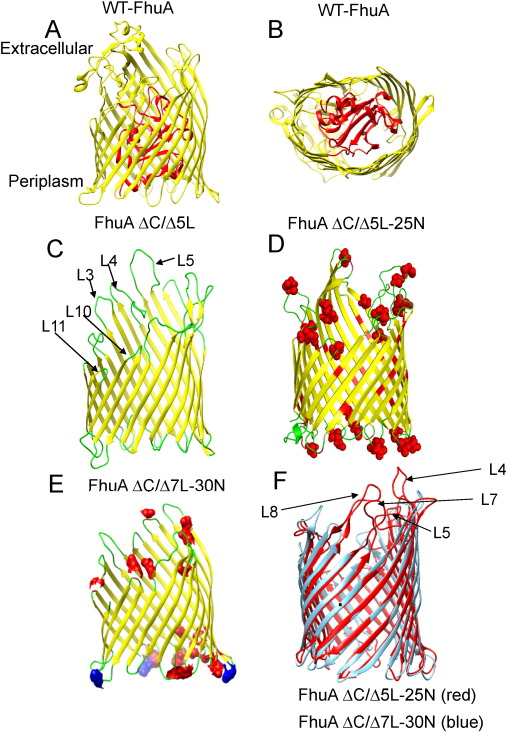 WT-FhuA
WT-FhuA
A
B
Extracellular
Periplasm
FhuA ΔC/Δ5L
FhuA ΔC/Δ5L-25N
C
D
L4
L5
L3
L10
L11
E
FhuA ΔC/Δ7L-30N
F
L4
L8
L7
L5
FhuA ΔC/Δ5L-25N (red)
FhuA ΔC/Δ7L-30N (blue)